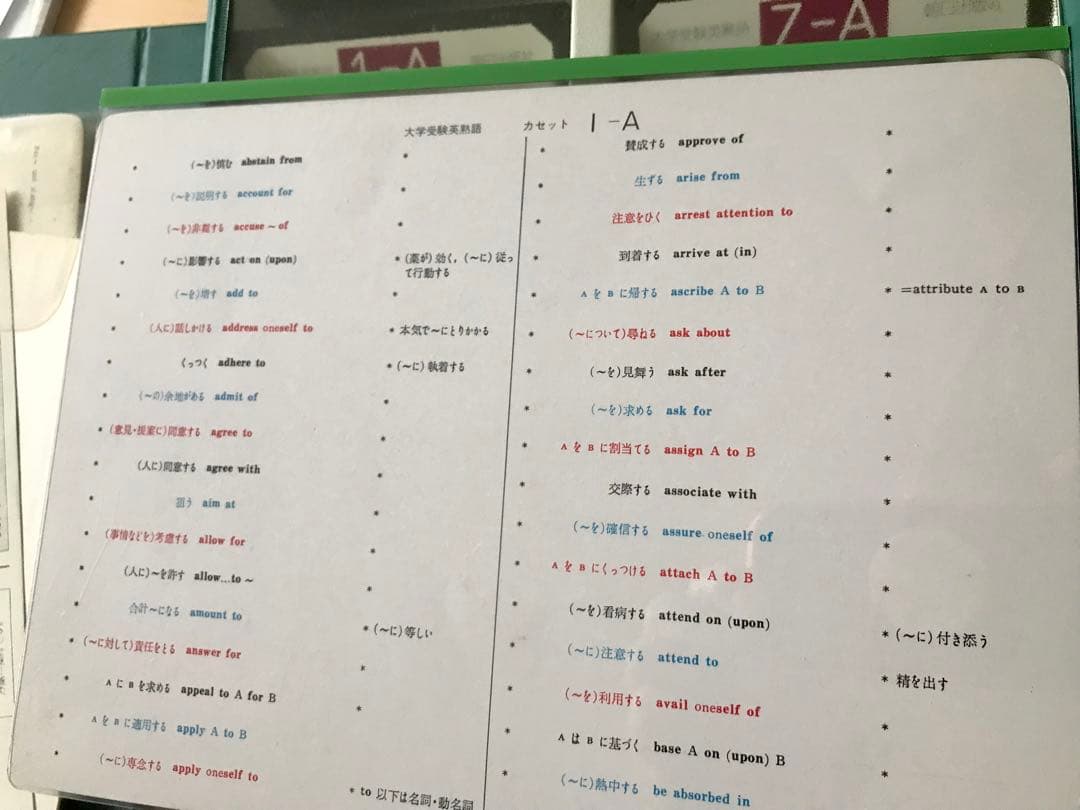 1-A
7-A
大学受験英熟語 カセット 1-A
* (〜を)慎む abstain from *
* (〜を)説明する account for *
* (〜を)非難する accuse 〜 of *
* (〜に)影響する act on (upon) * (薬が)効く,(〜に)従っ
て行動する
* (〜を)増す add to *
* (人に)話しかける address oneself to * 本気で〜にとりかかる
* くっつく adhere to * (〜に)執着する
* (〜の)余地がある admit of *
* (意見・提案に)同意する agree to *
* (人に)同意する agree with *
* 狙う aim at *
* (事情などを)考慮する allow for *
* (人に)〜を許す allow…to 〜 *
* 合計〜になる amount to * (〜に)等しい
* (〜に対して)責任をとる answer for *
* A に B を求める appeal to A for B *
* A を B に適用する apply A to B
* (〜に)専念する apply oneself to * to 以下は名詞・動名詞
* 賛成する approve of *
* 生ずる arise from *
* 注意をひく arrest attention to *
* 到着する arrive at (in) *
* A を B に帰する ascribe A to B * =attribute A to B
* (〜について)尋ねる ask about *
* (〜を)見舞う ask after *
* (〜を)求める ask for *
* A を B に割当てる assign A to B *
* 交際する associate with *
* (〜を)確信する assure oneself of *
* A を B にくっつける attach A to B *
* (〜を)看病する attend on (upon) * (〜に)付き添う
* (〜に)注意する attend to * 精を出す
* (〜を)利用する avail oneself of *
* A は B に基づく base A on (upon) B *
* (〜に)熱中する be absorbed in